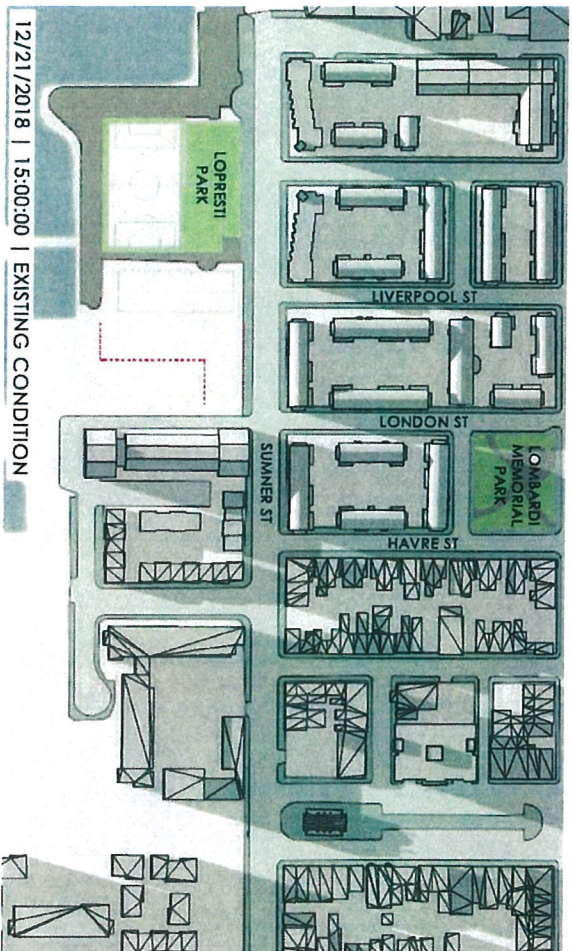 12/21/2018 | 15:00:00 | EXISTING CONDITION
LOPRESTI
PARK
LIVERPOOL ST
LONDON ST
LOMBARDI
MEMORIAL
PARK
SUMNER ST
HAVRE ST